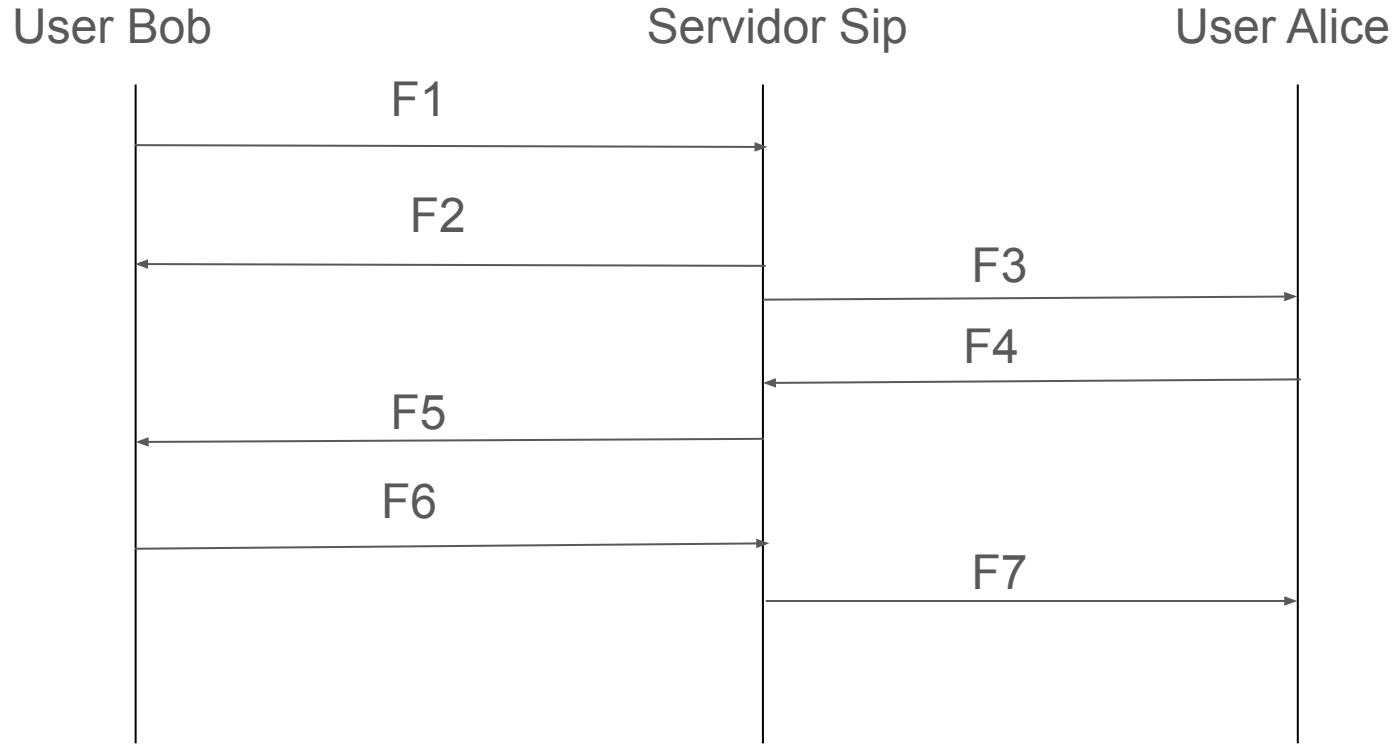 User Bob
Servidor Sip
User Alice
F1
F2
F3
F4
F5
F6
F7